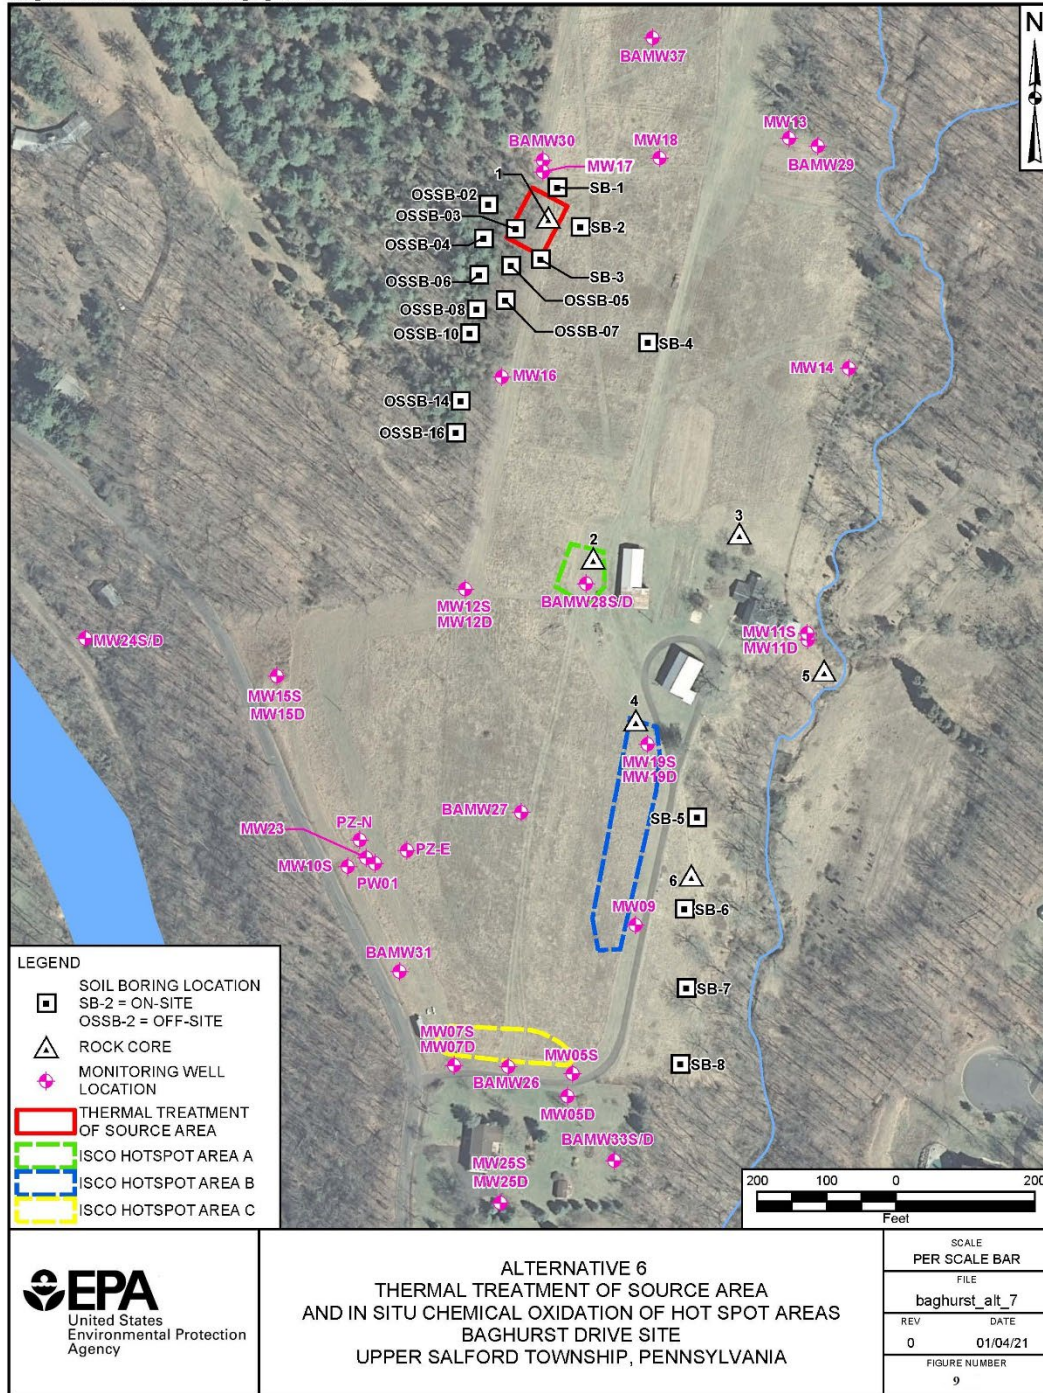 N
BAMW37
MW13
BAMW29
BAMW30
MW18
MW17
1
SB-1
OSSB-02
OSSB-03
SB-2
OSSB-04
SB-3
OSSB-06
OSSB-05
OSSB-08
OSSB-07
OSSB-10
SB-4
MW14
MW16
OSSB-14
OSSB-16
3
2
BAMW28S/D
MW12S
MW12D
MW24S/D
MW11S
MW11D
5
MW15S
MW15D
4
MW19S
MW19D
BAMW27
SB-5
PZ-N
MW23
PZ-E
MW10S
PW01
6
SB-6
MW09
BAMW31
SB-7
MW07S
MW07D
MW05S
BAMW26
SB-8
MW05D
BAMW33S/D
MW25S
MW25D
LEGEND
SOIL BORING LOCATION
SB-2 = ON-SITE
OSSB-2 = OFF-SITE
ROCK CORE
MONITORING WELL
LOCATION
THERMAL TREATMENT
OF SOURCE AREA
ISCO HOTSPOT AREA A
ISCO HOTSPOT AREA B
ISCO HOTSPOT AREA C
200 100 0 200
Feet
EPA
United States
Environmental Protection
Agency
ALTERNATIVE 6
THERMAL TREATMENT OF SOURCE AREA
AND IN SITU CHEMICAL OXIDATION OF HOT SPOT AREAS
BAGHURST DRIVE SITE
UPPER SALFORD TOWNSHIP, PENNSYLVANIA
SCALE
PER SCALE BAR
FILE
baghurst_alt_7
REV DATE
0 01/04/21
FIGURE NUMBER
9